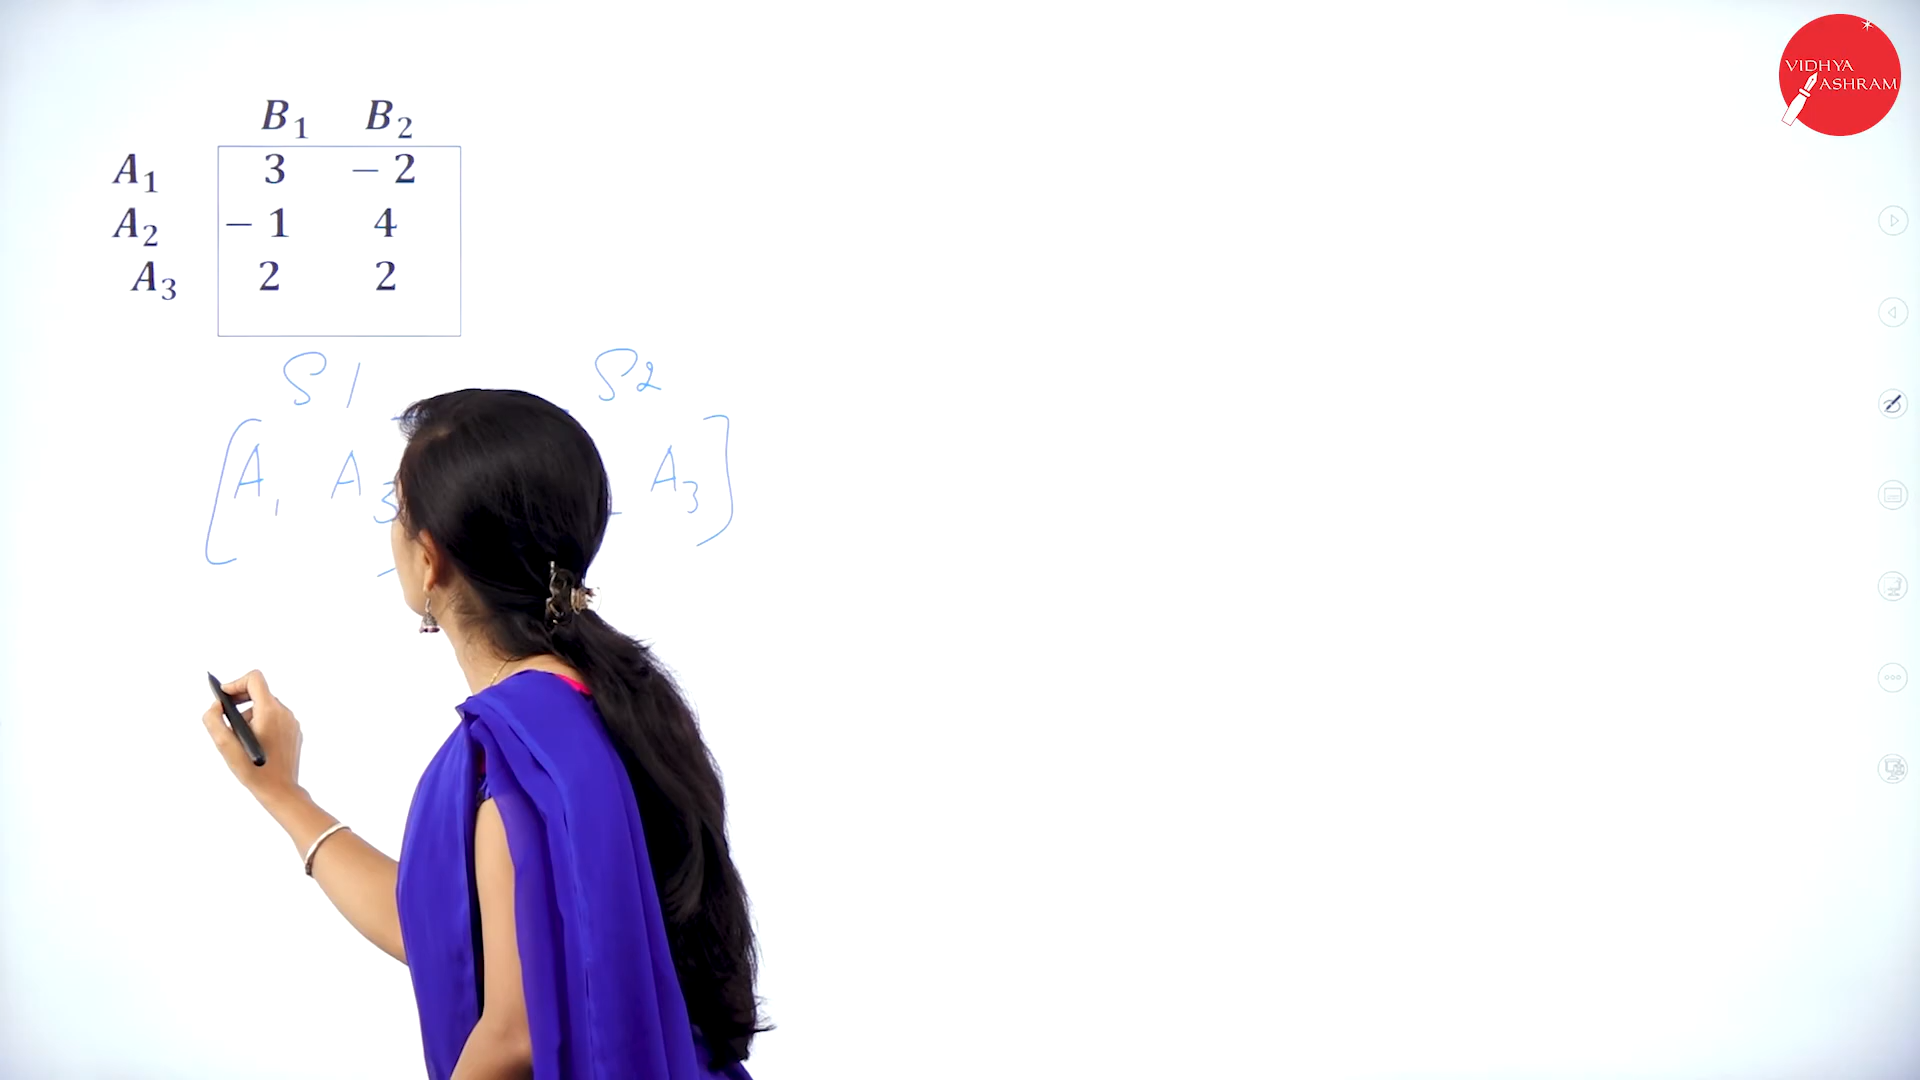 VIDHYA
ASHRAM
B1 B2
A1 3 – 2
A2 – 1 4
A3 2 2
S1 S2
[A1 A3 A3]